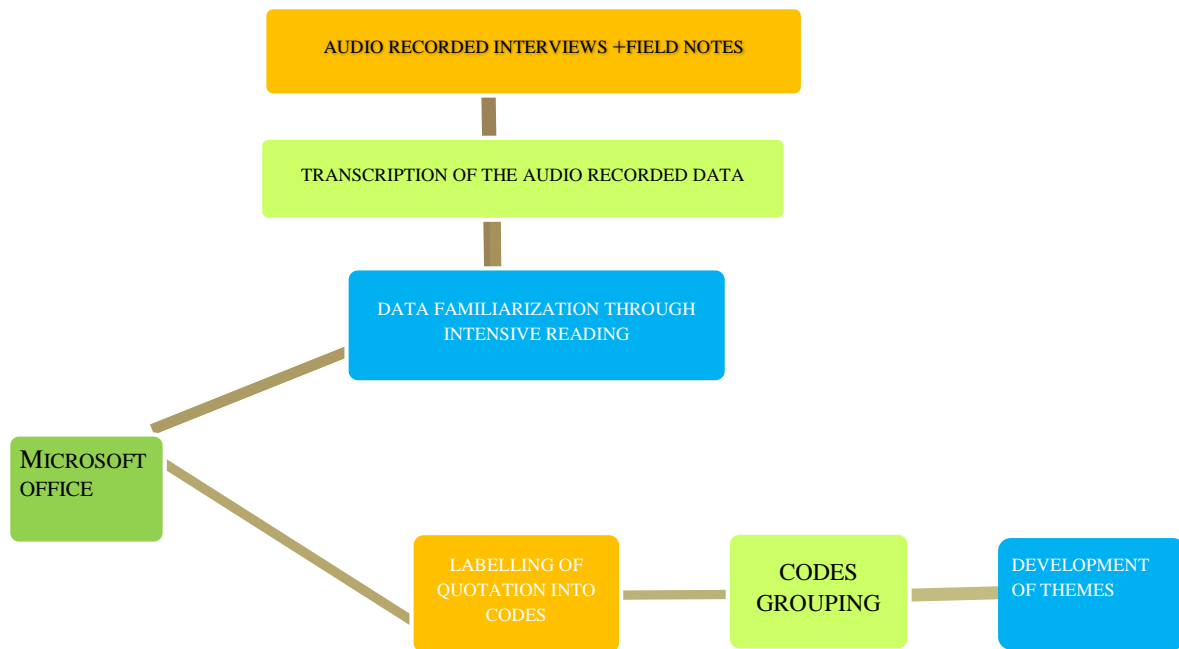 AUDIO RECORDED INTERVIEWS +FIELD NOTES
TRANSCRIPTION OF THE AUDIO RECORDED DATA
DATA FAMILIARIZATION THROUGH
INTENSIVE READING
MICROSOFT
OFFICE
LABELLING OF
QUOTATION INTO
CODES
CODES
GROUPING
DEVELOPMENT
OF THEMES